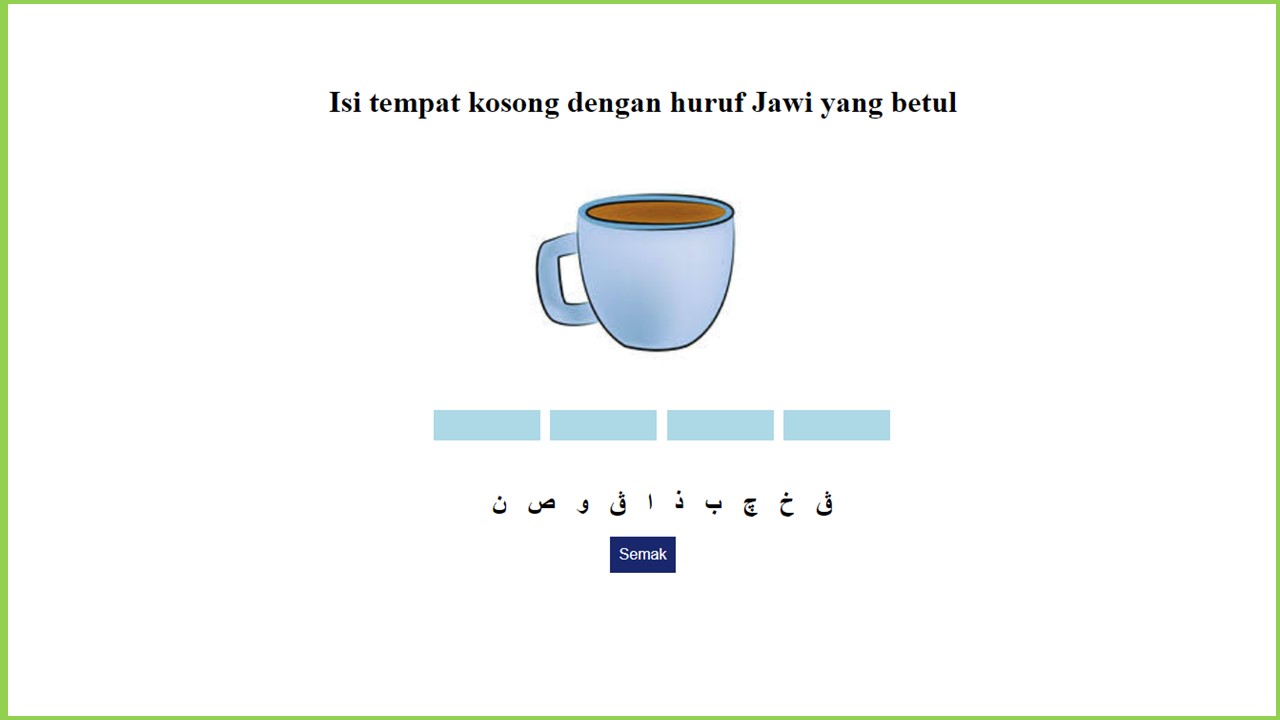 Isi tempat kosong dengan huruf Jawi yang betul
ڨ خ چ ب ذ ا ڨ و ص ن
Semak